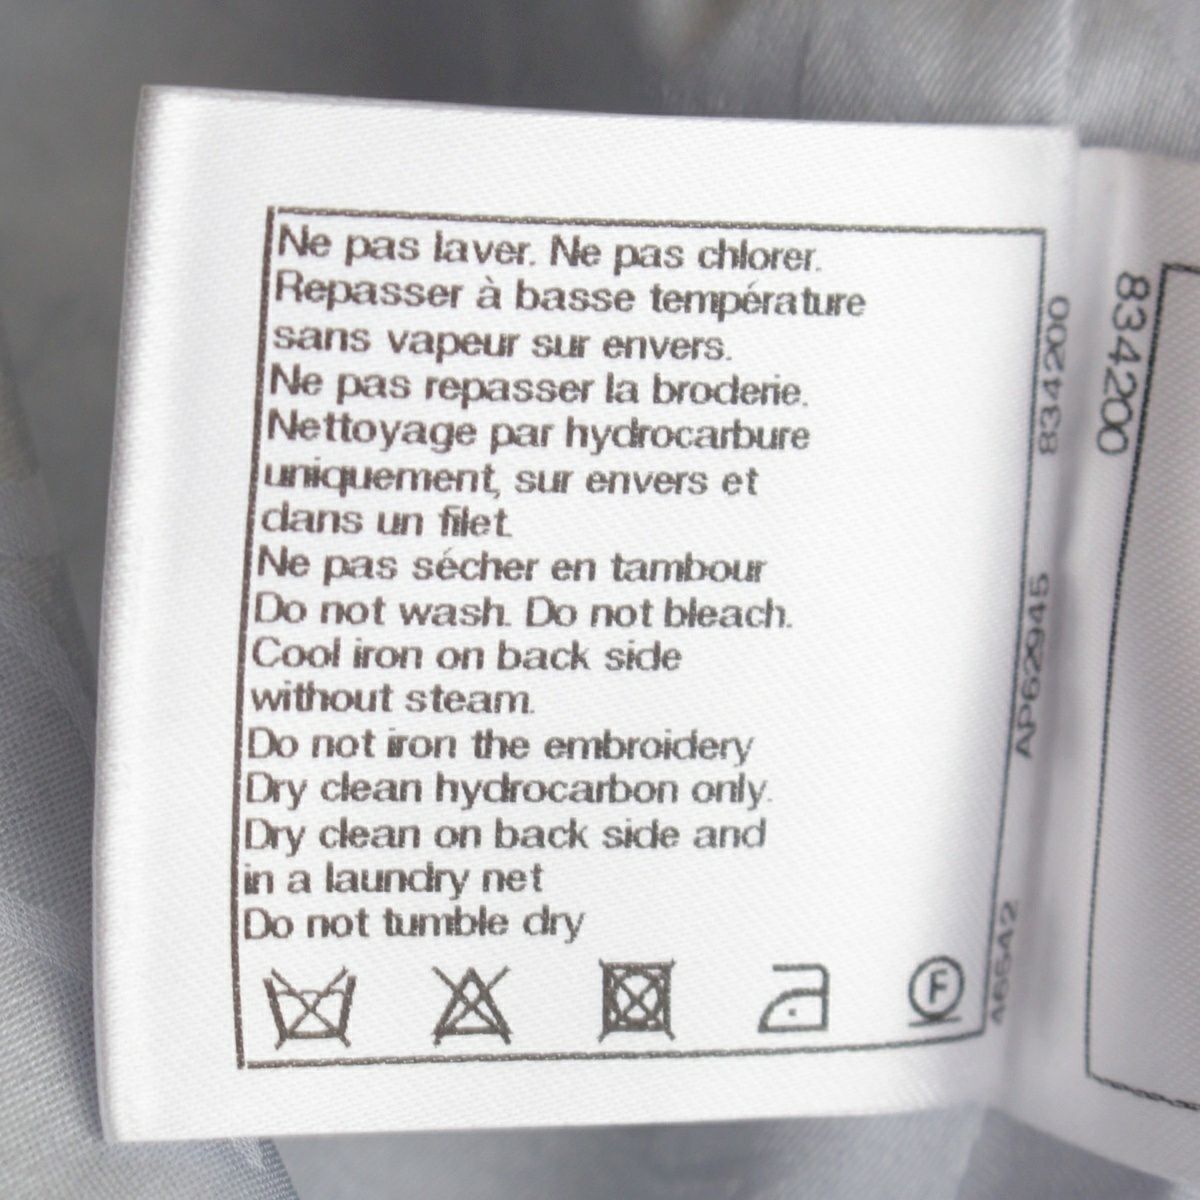 Ne pas laver. Ne pas chlorer.
Repasser à basse température
sans vapeur sur envers.
Ne pas repasser la broderie.
Nettoyage par hydrocarbure
uniquement, sur envers et
dans un filet.
Ne pas sécher en tambour
Do not wash. Do not bleach.
Cool iron on back side
without steam.
Do not iron the embroidery
Dry clean hydrocarbon only.
Dry clean on back side and
in a laundry net
Do not tumble dry
F
834200
AP62945
46542
834200